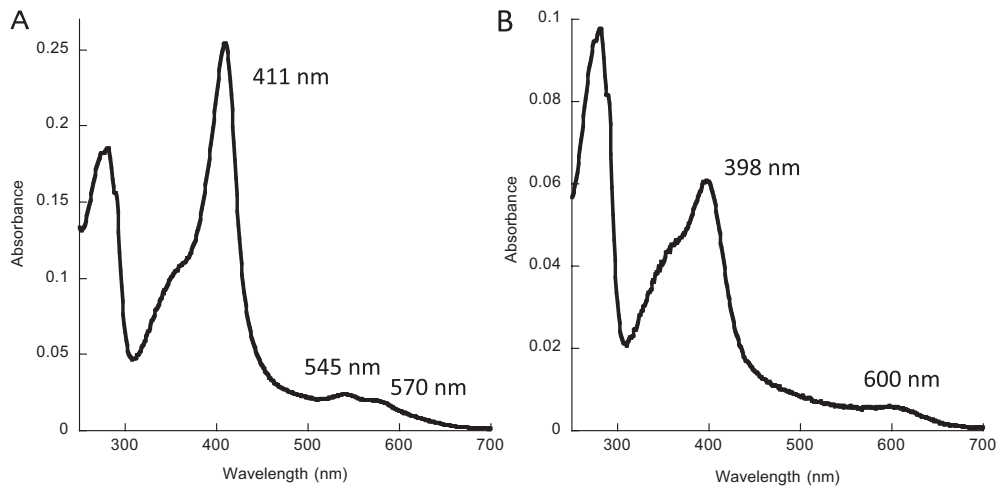 A
0.25
0.2
0.15
0.1
0.05
0
Absorbance
411 nm
545 nm
570 nm
300
400
500
600
700
Wavelength (nm)
B
0.1
0.08
0.06
0.04
0.02
0
Absorbance
398 nm
600 nm
300
400
500
600
700
Wavelength (nm)